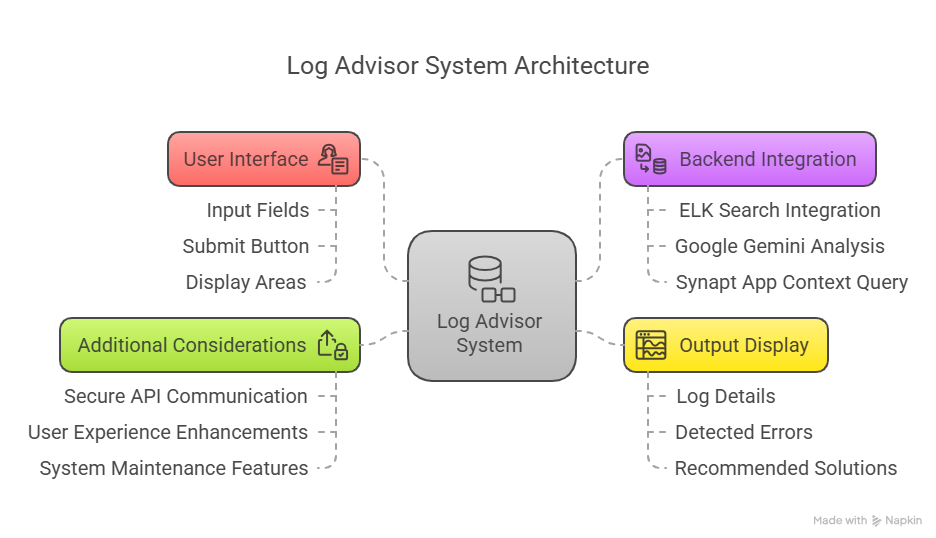 Log Advisor System Architecture
User Interface
Input Fields
Submit Button
Display Areas
Backend Integration
ELK Search Integration
Google Gemini Analysis
Synapt App Context Query
Log Advisor
System
Additional Considerations
Secure API Communication
User Experience Enhancements
System Maintenance Features
Output Display
Log Details
Detected Errors
Recommended Solutions
Made with Napkin